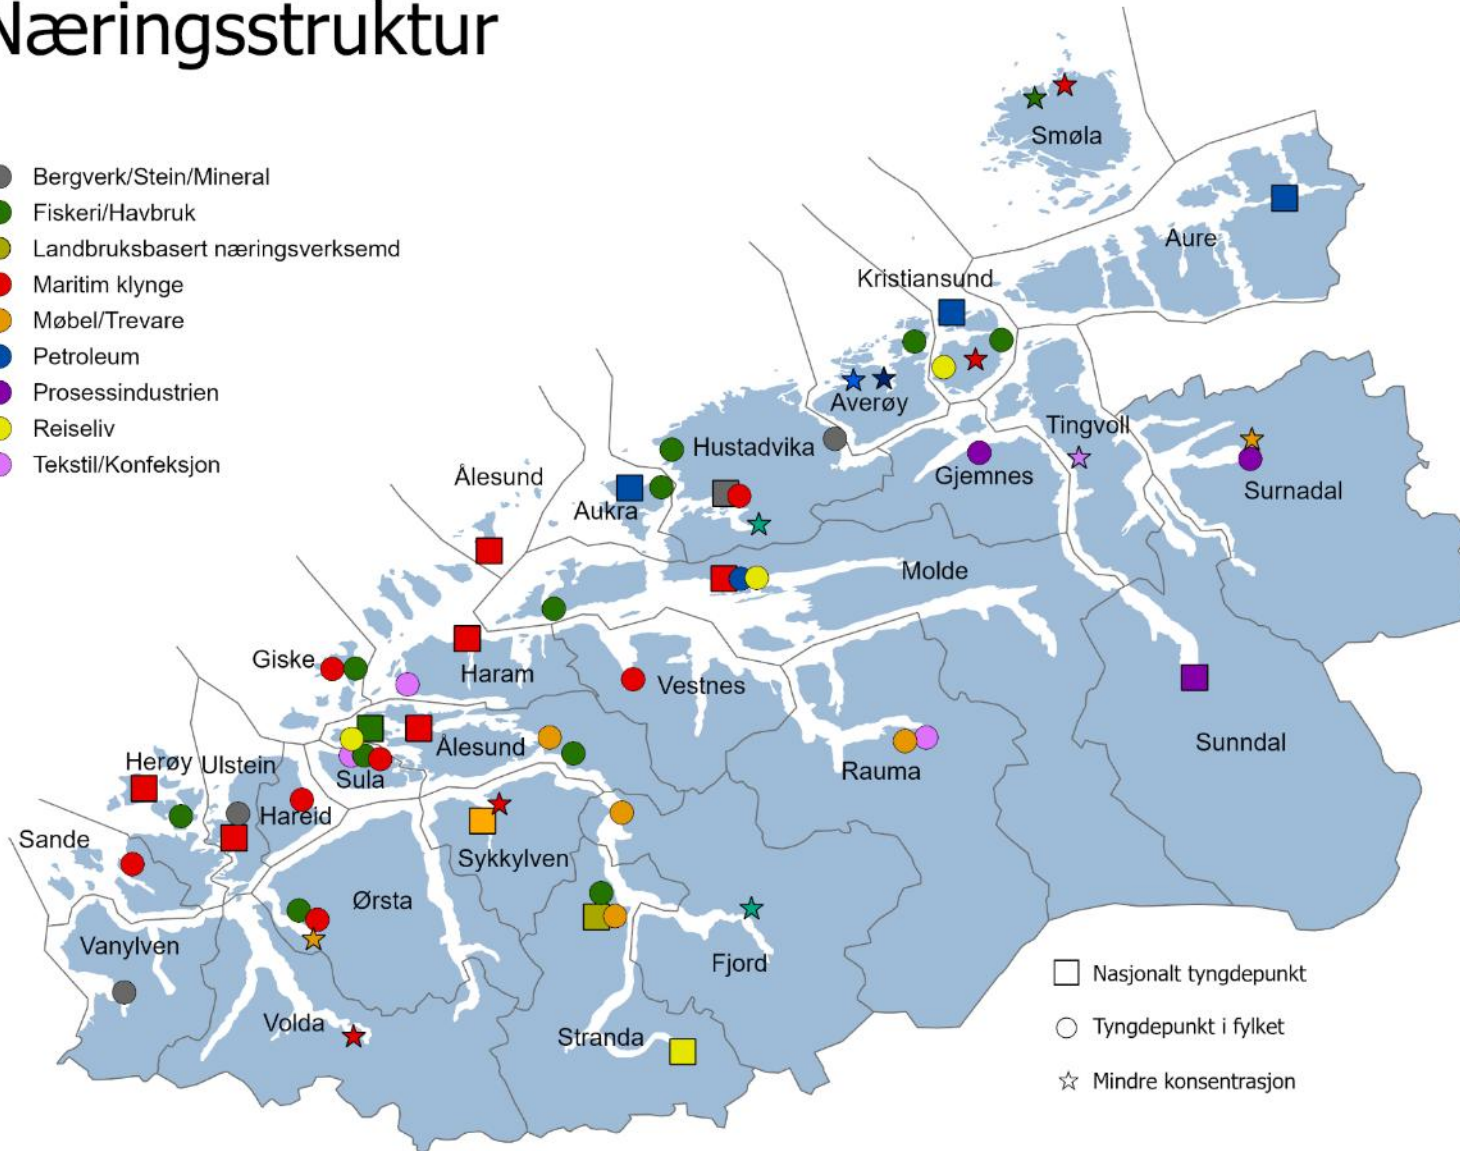 Næringsstruktur
Bergverk/Stein/Mineral
Fiskeri/Havbruk
Landbruksbasert næringsverksemd
Maritim klynge
Møbel/Trevare
Petroleum
Prosessindustrien
Reiseliv
Tekstil/Konfeksjon
Smøla
Aure
Kristiansund
Averøy
Tingvoll
Hustadvika
Gjemnes
Surnadal
Ålesund
Aukra
Molde
Giske
Haram
Vestnes
Ålesund
Sunndal
Herøy
Ulstein
Sula
Rauma
Hareid
Sande
Sykkylven
Ørsta
Vanylven
Fjord
Volda
Stranda
Nasjonalt tyngdepunkt
Tyngdepunkt i fylket
Mindre konsentrasjon